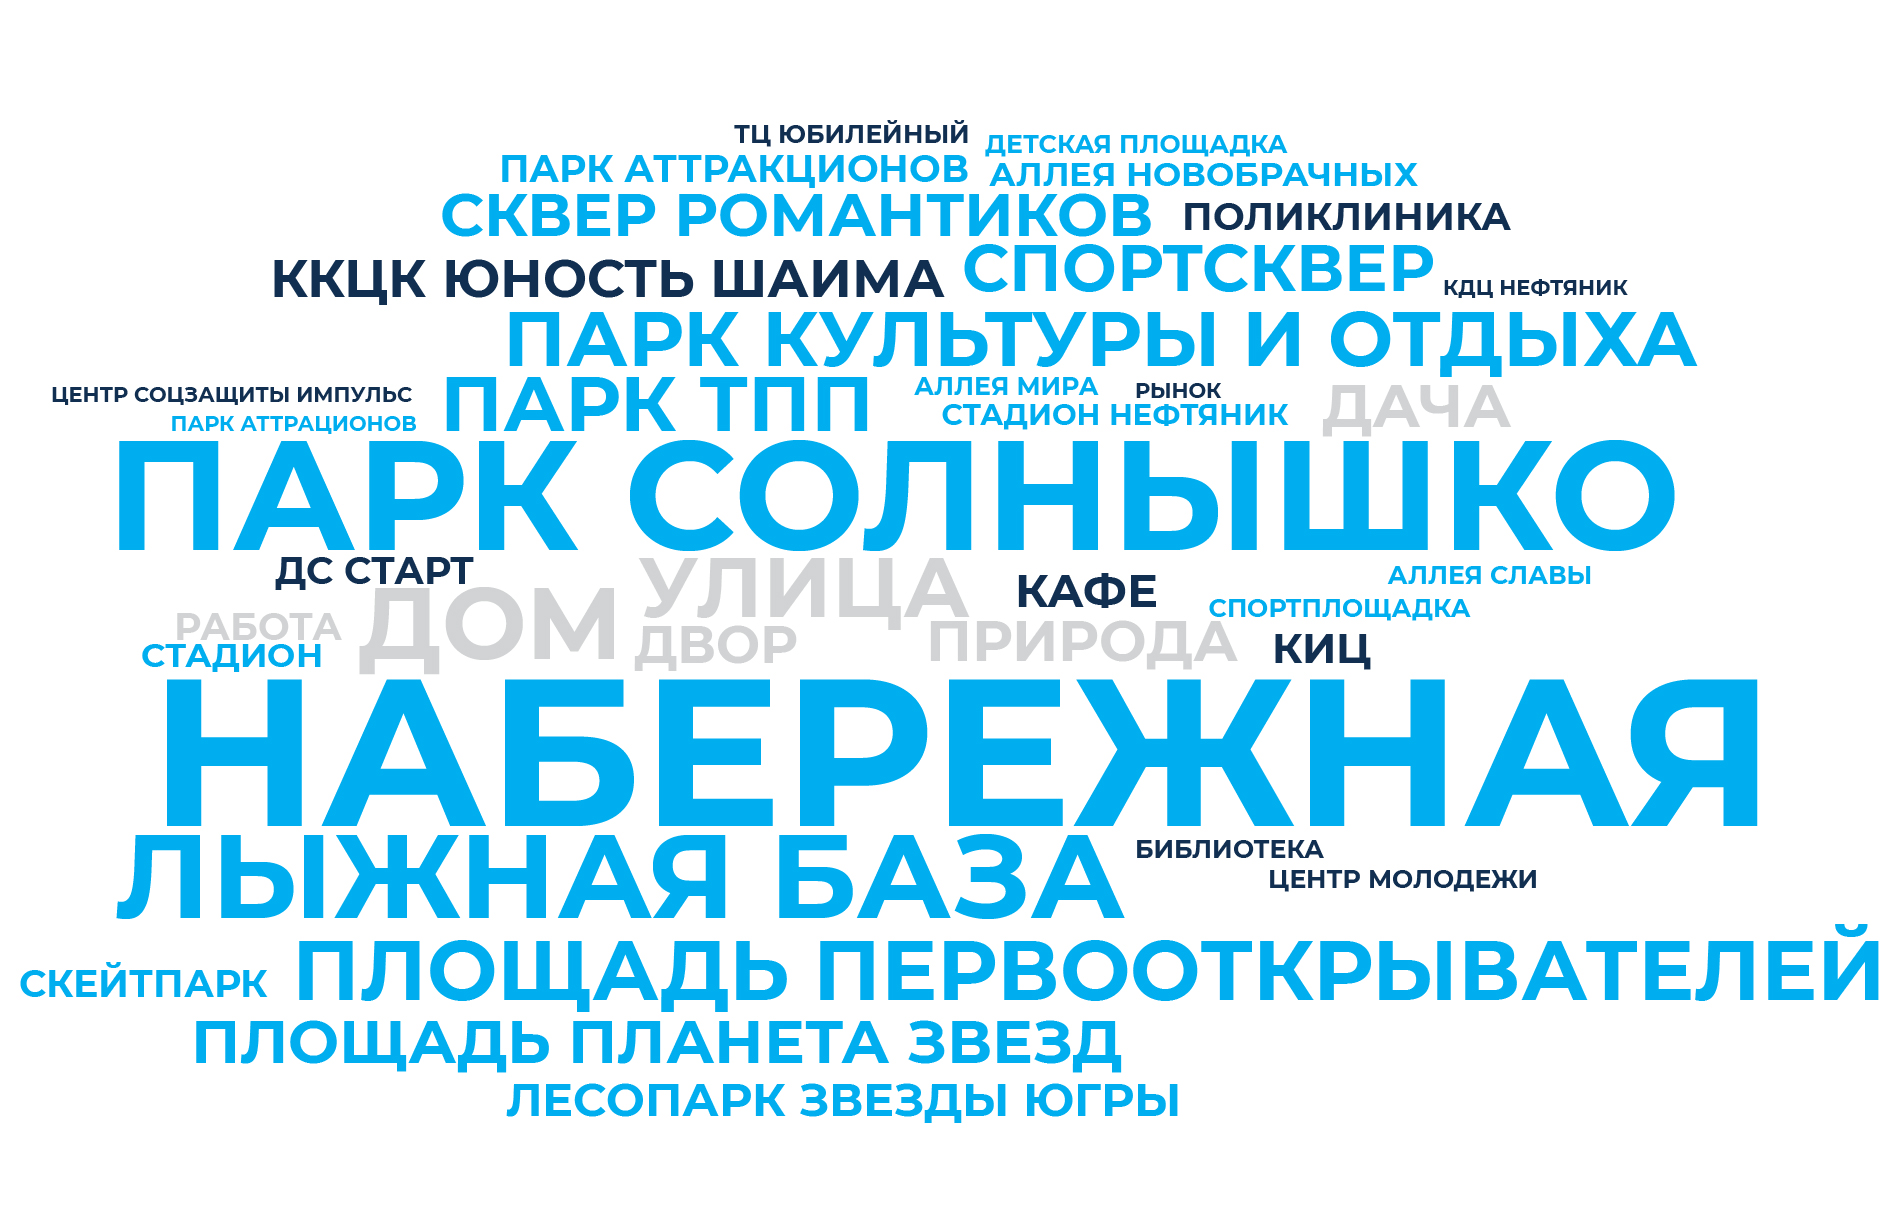 ТЦ ЮБИЛЕЙНЫЙ
ДЕТСКАЯ ПЛОЩАДКА
ПАРК АТТРАКЦИОНОВ
АЛЛЕЯ НОВОБРАЧНЫХ
СКВЕР РОМАНТИКОВ
ПОЛИКЛИНИКА
ККЦК ЮНОСТЬ ШАИМА
СПОРТСКВЕР
КДЦ НЕФТЯНИК
ПАРК КУЛЬТУРЫ И ОТДЫХА
ЦЕНТР СОЦЗАЩИТЫ ИМПУЛЬС
ПАРК ТПП
АЛЛЕЯ МИРА
РЫНОК
ДАЧА
ПАРК АТТРАЦИОНОВ
СТАДИОН НЕФТЯНИК
ПАРК СОЛНЫШКО
ДС СТАРТ
УЛИЦА
КАФЕ
АЛЛЕЯ СЛАВЫ
РАБОТА
ДОМ
СПОРТПЛОЩАДКА
СТАДИОН
ДВОР
ПРИРОДА
КИЦ
НАБЕРЕЖНАЯ
ЛЫЖНАЯ БАЗА
БИБЛИОТЕКА
ЦЕНТР МОЛОДЕЖИ
СКЕЙТПАРК
ПЛОЩАДЬ ПЕРВООТКРЫВАТЕЛЕЙ
ПЛОЩАДЬ ПЛАНЕТА ЗВЕЗД
ЛЕСОПАРК ЗВЕЗДЫ ЮГРЫ